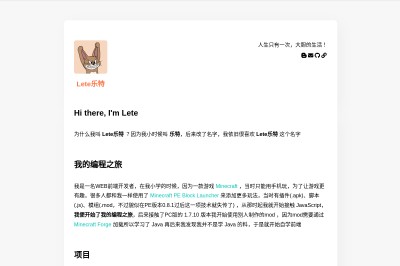 人生只有一次，大胆的生活！
Lete乐特
Hi there, I'm Lete
为什么我叫 Lete乐特 ？因为我小时候叫 乐特，后来改了名字，我依旧很喜欢 Lete乐特 这个名字
我的编程之旅
我是一名WEB前端开发者，在我小学的时候，因为一款游戏 Minecraft ，当时只能用手机玩，为了让游戏更
有趣，很多人都和我一样使用了 Minecraft PE Block Launcher 来添加更多玩法。当时有插件(.apk)、脚本
(.js)、模组(.mod，不过貌似在PE版本0.8.1过后这一项技术就失传了) ，从那时起我就开始接触 JavaScript，
我便开始了我的编程之旅，后来接触了PC版的 1.7.10 版本我开始使用别人制作的mod ，因为mod需要通过
Minecraft Forge 加载所以学习了 Java 再后来我发现我并不是学 Java 的料，于是就开始自学前端
项目